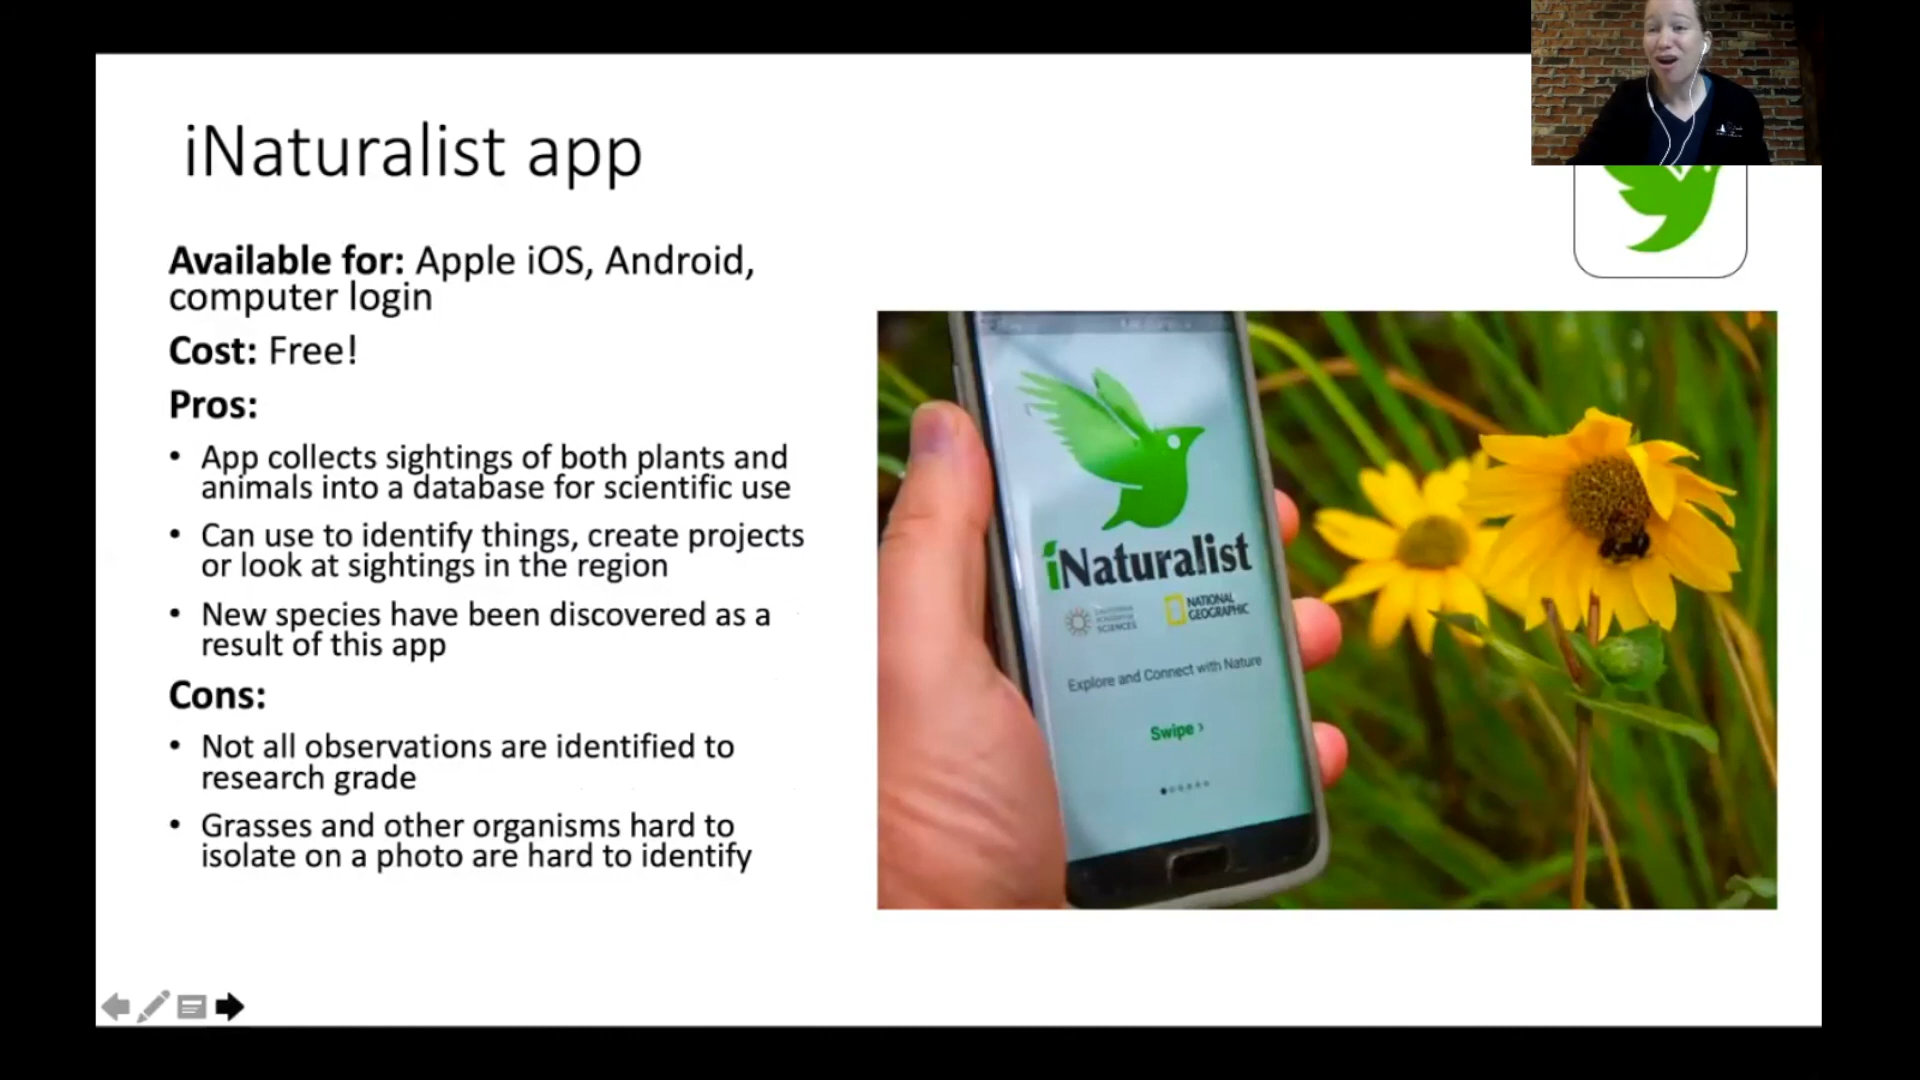 iNaturalist app
Available for: Apple iOS, Android,
computer login
Cost: Free!
Pros:
• App collects sightings of both plants and
animals into a database for scientific use
• Can use to identify things, create projects
or look at sightings in the region
• New species have been discovered as a
result of this app
Cons:
• Not all observations are identified to
research grade
• Grasses and other organisms hard to
isolate on a photo are hard to identify
iNaturalist
CALIFORNIA
ACADEMY OF
SCIENCES
NATIONAL
GEOGRAPHIC
Explore and Connect with Nature
Swipe ›